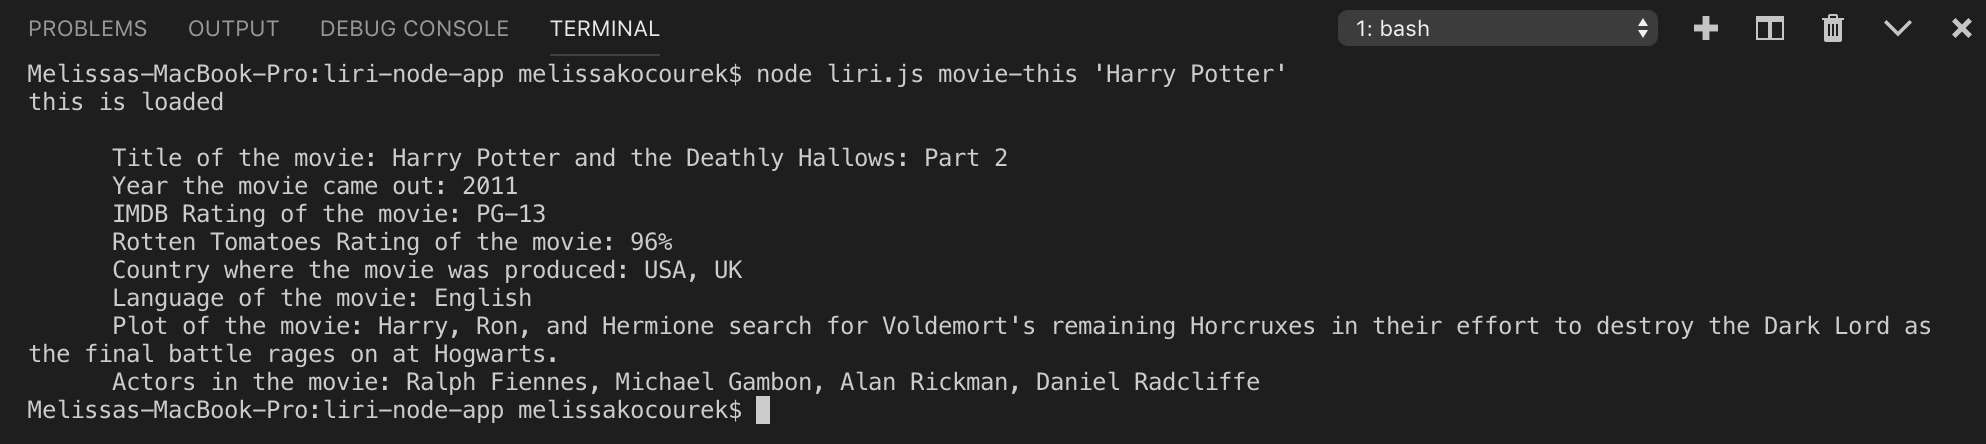 PROBLEMS OUTPUT DEBUG CONSOLE TERMINAL 1: bash
Melissas-MacBook-Pro:liri-node-app melissakocourek$ node liri.js movie-this 'Harry Potter'
this is loaded
Title of the movie: Harry Potter and the Deathly Hallows: Part 2
Year the movie came out: 2011
IMDB Rating of the movie: PG-13
Rotten Tomatoes Rating of the movie: 96%
Country where the movie was produced: USA, UK
Language of the movie: English
Plot of the movie: Harry, Ron, and Hermione search for Voldemort's remaining Horcruxes in their effort to destroy the Dark Lord as
the final battle rages on at Hogwarts.
Actors in the movie: Ralph Fiennes, Michael Gambon, Alan Rickman, Daniel Radcliffe
Melissas-MacBook-Pro:liri-node-app melissakocourek$